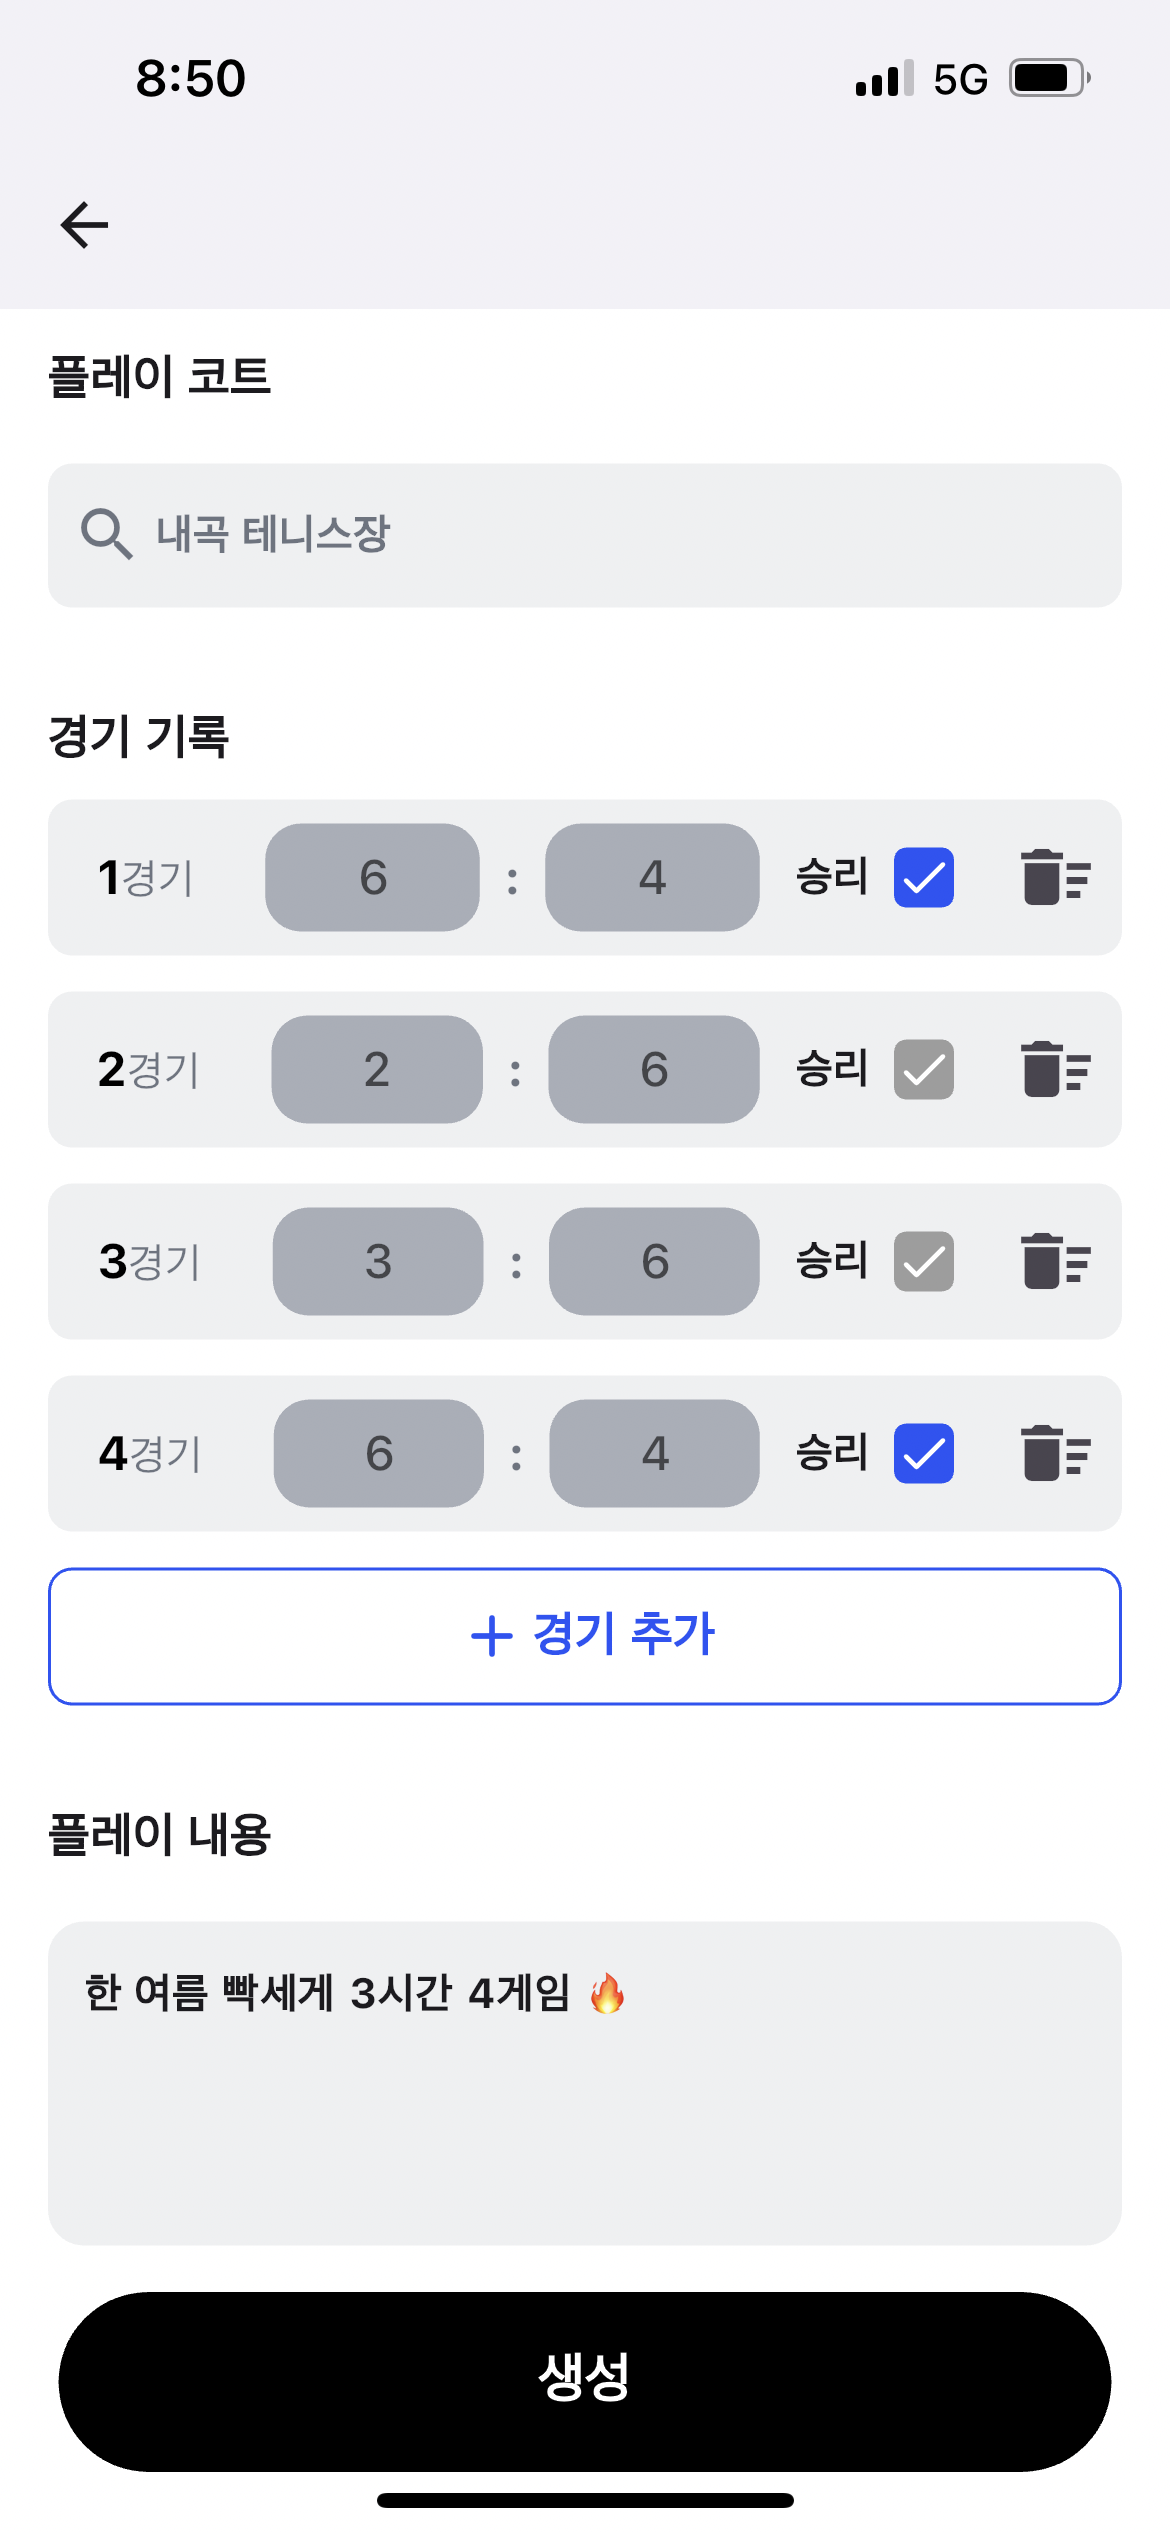 8:50 5G
플레이 코트
내곡 테니스장
경기 기록
1경기 6 : 4 승리
2경기 2 : 6 승리
3경기 3 : 6 승리
4경기 6 : 4 승리
+ 경기 추가
플레이 내용
한 여름 빡세게 3시간 4게임 🔥
생성